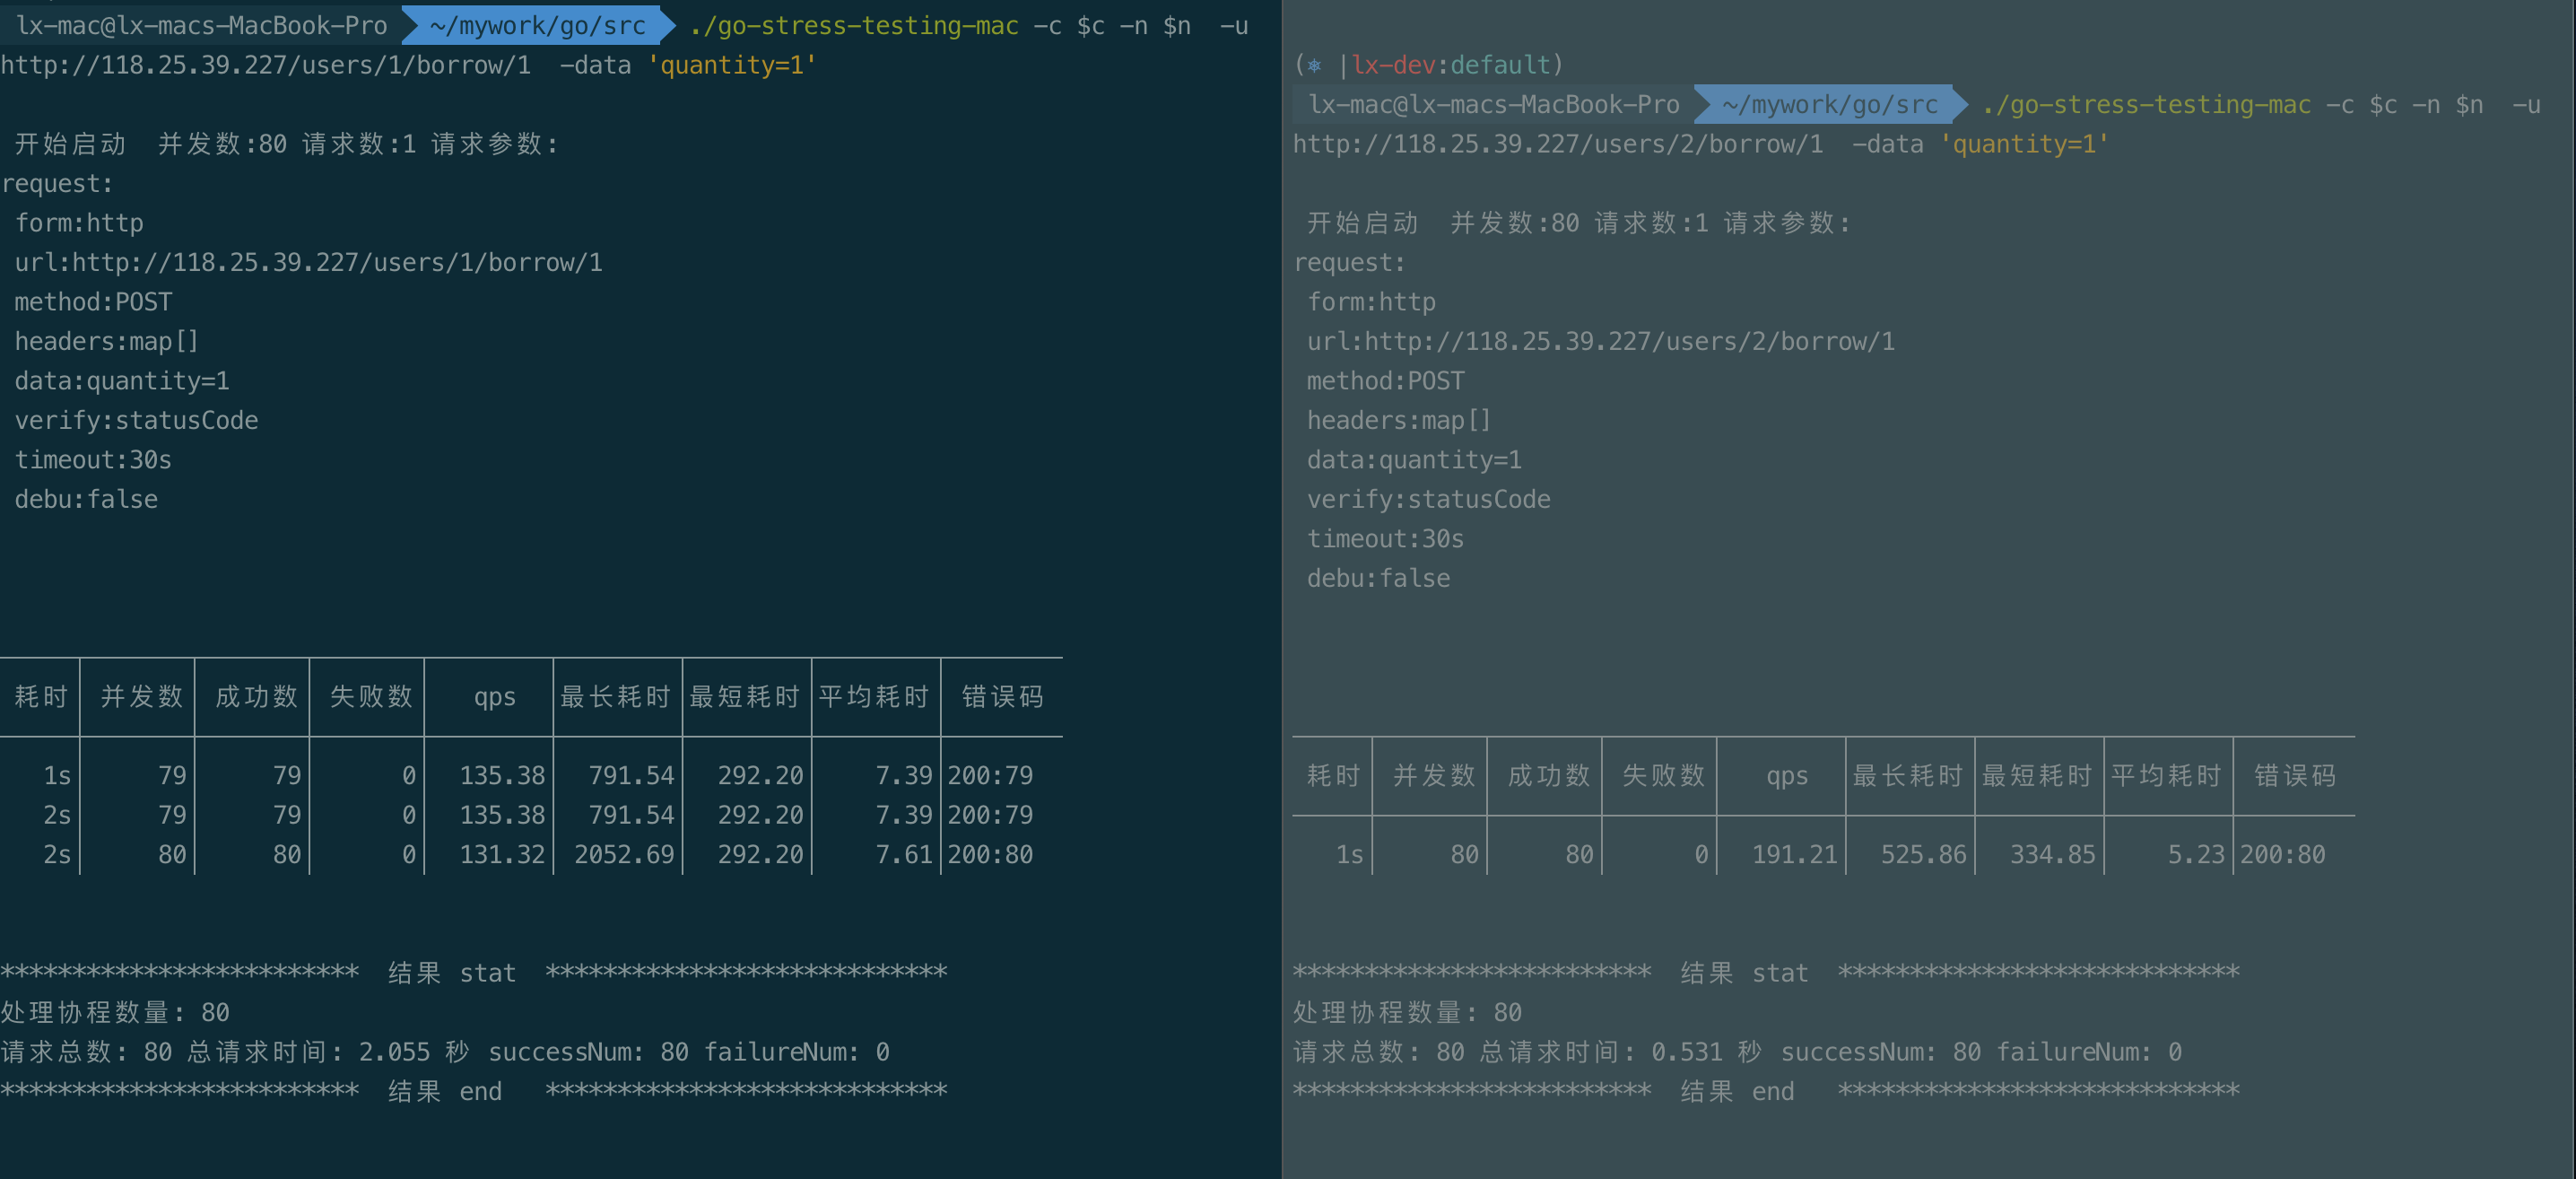 lx-mac@lx-macs-MacBook-Pro ~/mywork/go/src ./go-stress-testing-mac -c $c -n $n -u
http://118.25.39.227/users/1/borrow/1 -data 'quantity=1'
开始启动 并发数:80 请求数:1 请求参数:
request:
form:http
url:http://118.25.39.227/users/1/borrow/1
method:POST
headers:map[]
data:quantity=1
verify:statusCode
timeout:30s
debu:false
耗时│ 并发数│ 成功数│ 失败数│ qps │最长耗时│最短耗时│平均耗时│ 错误码
1s│ 79│ 79│ 0│ 135.38│ 791.54│ 292.20│ 7.39│200:79
2s│ 79│ 79│ 0│ 135.38│ 791.54│ 292.20│ 7.39│200:79
2s│ 80│ 80│ 0│ 131.32│ 2052.69│ 292.20│ 7.61│200:80
************************* 结果 stat ****************************
处理协程数量: 80
请求总数: 80 总请求时间: 2.055 秒 successNum: 80 failureNum: 0
************************* 结果 end ****************************
(⎈ |lx-dev:default)
lx-mac@lx-macs-MacBook-Pro ~/mywork/go/src ./go-stress-testing-mac -c $c -n $n -u
http://118.25.39.227/users/2/borrow/1 -data 'quantity=1'
开始启动 并发数:80 请求数:1 请求参数:
request:
form:http
url:http://118.25.39.227/users/2/borrow/1
method:POST
headers:map[]
data:quantity=1
verify:statusCode
timeout:30s
debu:false
耗时│ 并发数│ 成功数│ 失败数│ qps │最长耗时│最短耗时│平均耗时│ 错误码
1s│ 80│ 80│ 0│ 191.21│ 525.86│ 334.85│ 5.23│200:80
************************* 结果 stat ****************************
处理协程数量: 80
请求总数: 80 总请求时间: 0.531 秒 successNum: 80 failureNum: 0
************************* 结果 end ****************************